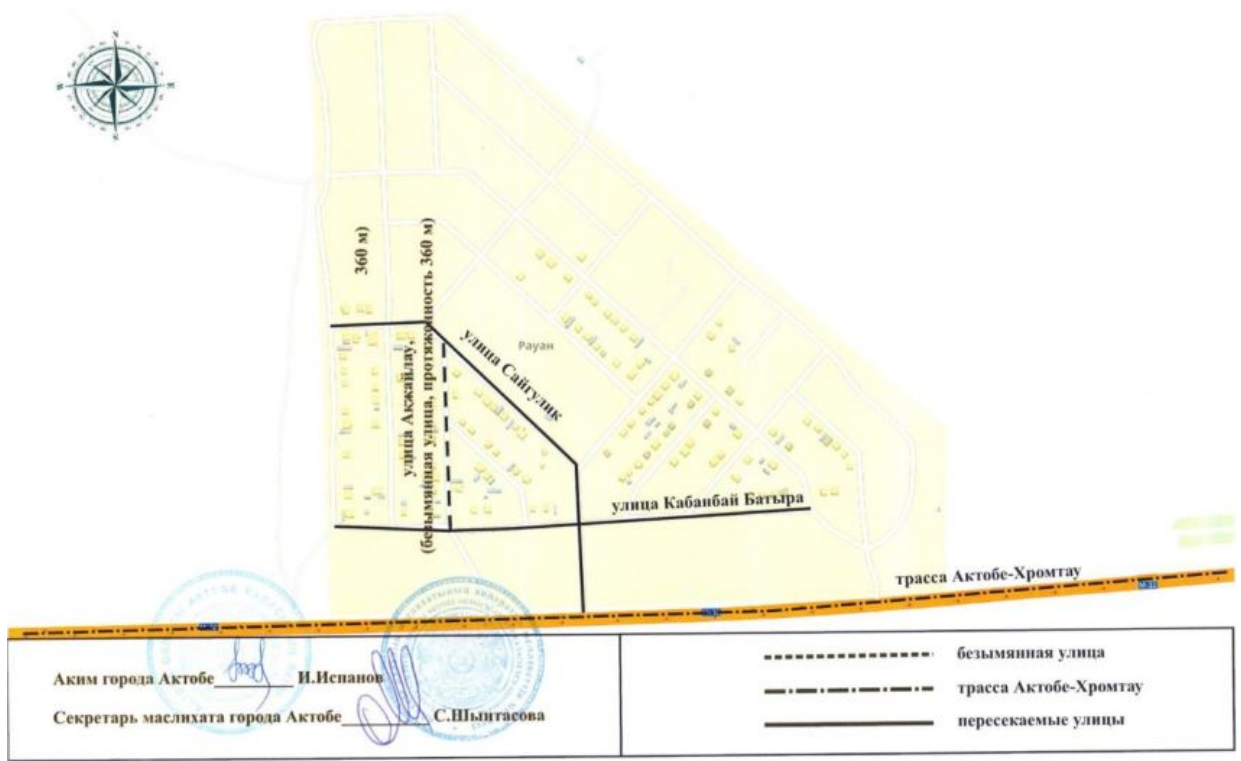 360 м)
улица Акжайлау,
(безымянная улица, протяженность 360 м)
улица Сайгулик
Рауан
улица Кабанбай Батыра
трасса Актобе-Хромтау
Аким города Актобе И.Испанов
Секретарь маслихата города Актобе С.Шынтасова
безымянная улица
трасса Актобе-Хромтау
пересекаемые улицы